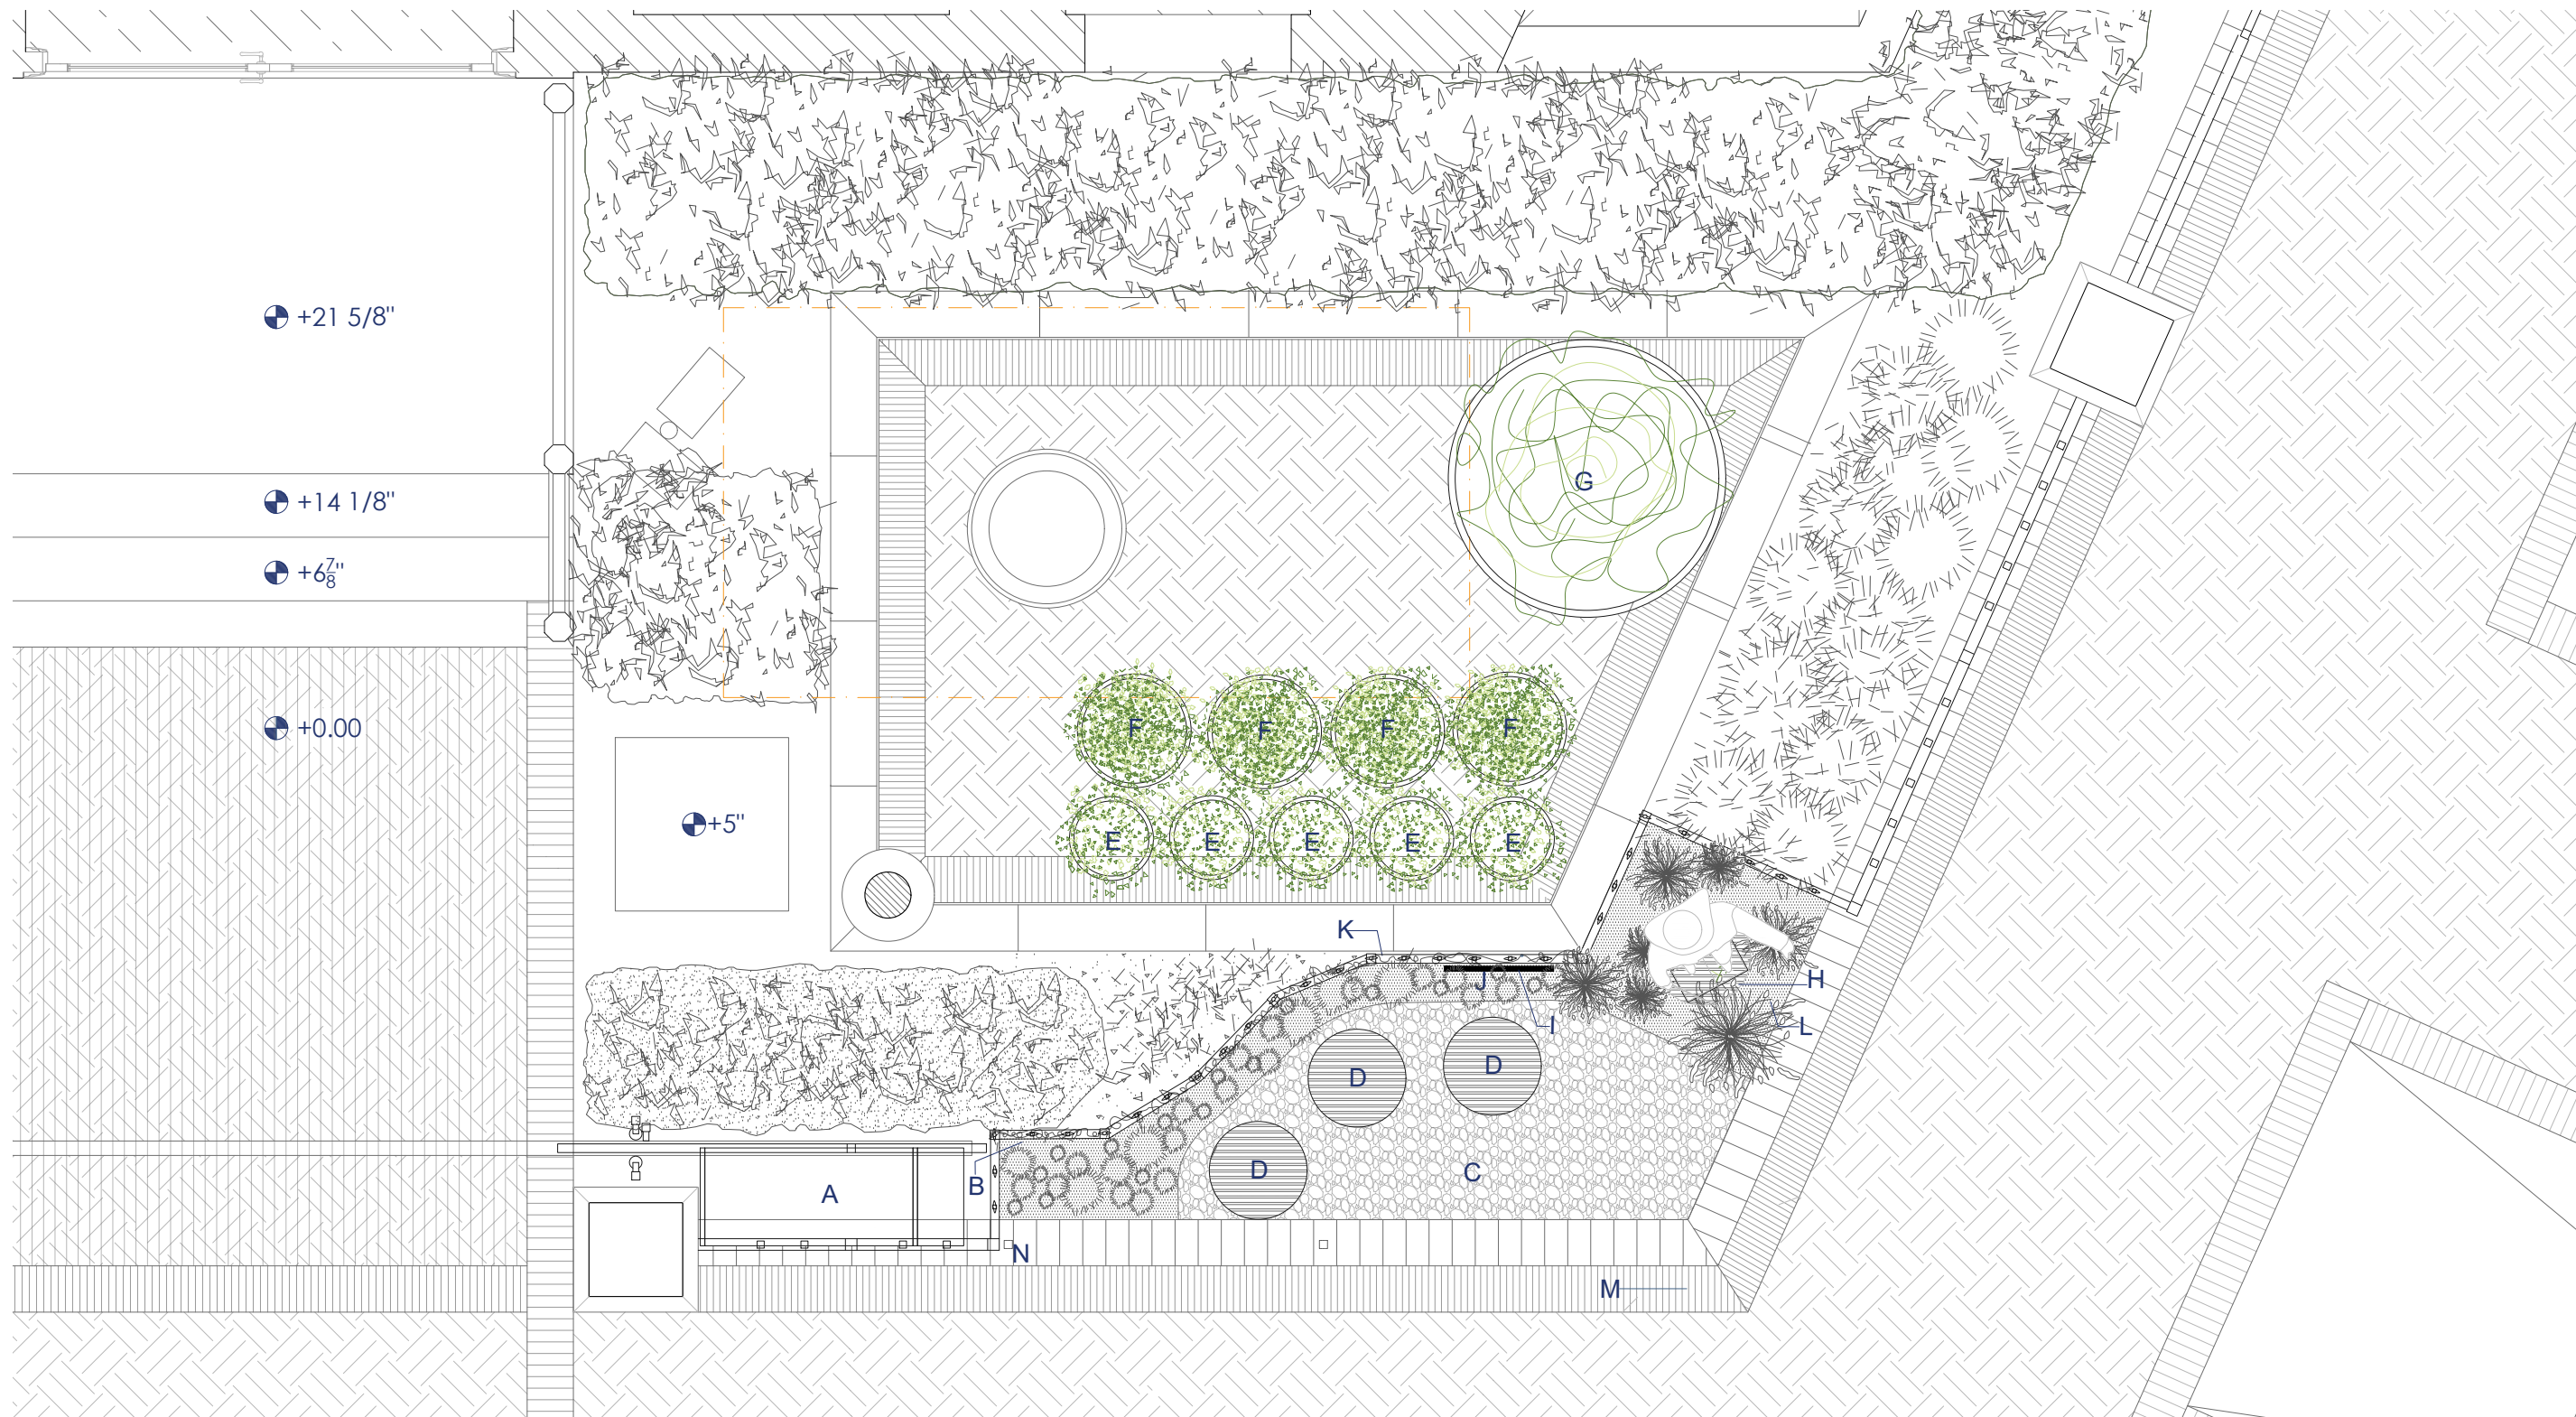 +21 5/8"
G
+14 1/8"
+6 7/8"
+0.00
F F F F
+5"
E E E E E
K
J
H
I
L
D D
D
C
B
A
N
M